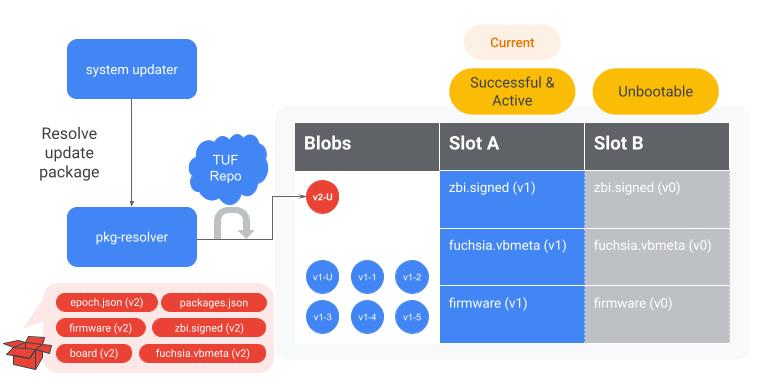 Current
system updater
Successful &
Active
Unbootable
Resolve
update
package
TUF
Repo
Blobs
Slot A
Slot B
v2-U
zbi.signed (v1)
zbi.signed (v0)
pkg-resolver
fuchsia.vbmeta (v1)
fuchsia.vbmeta (v0)
v1-U
v1-1
v1-2
v1-3
v1-4
v1-5
firmware (v1)
firmware (v0)
epoch.json (v2)
packages.json
firmware (v2)
zbi.signed (v2)
board (v2)
fuchsia.vbmeta (v2)